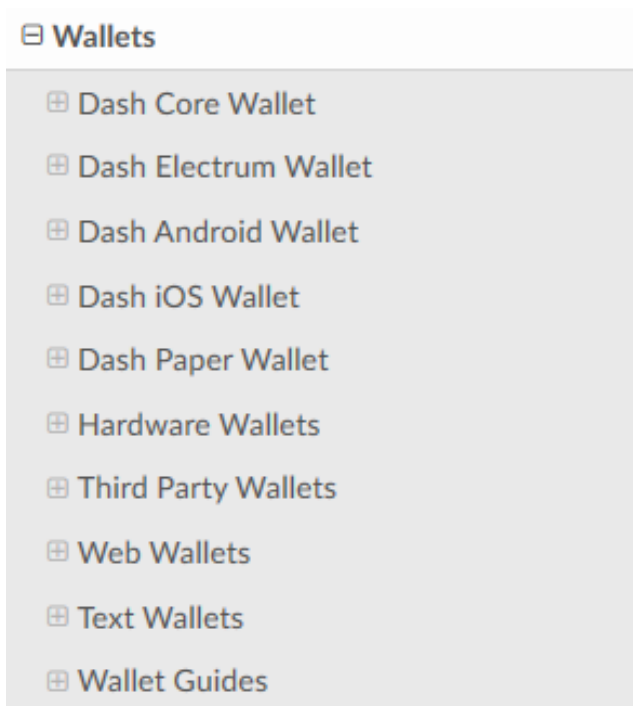 Wallets
Dash Core Wallet
Dash Electrum Wallet
Dash Android Wallet
Dash iOS Wallet
Dash Paper Wallet
Hardware Wallets
Third Party Wallets
Web Wallets
Text Wallets
Wallet Guides